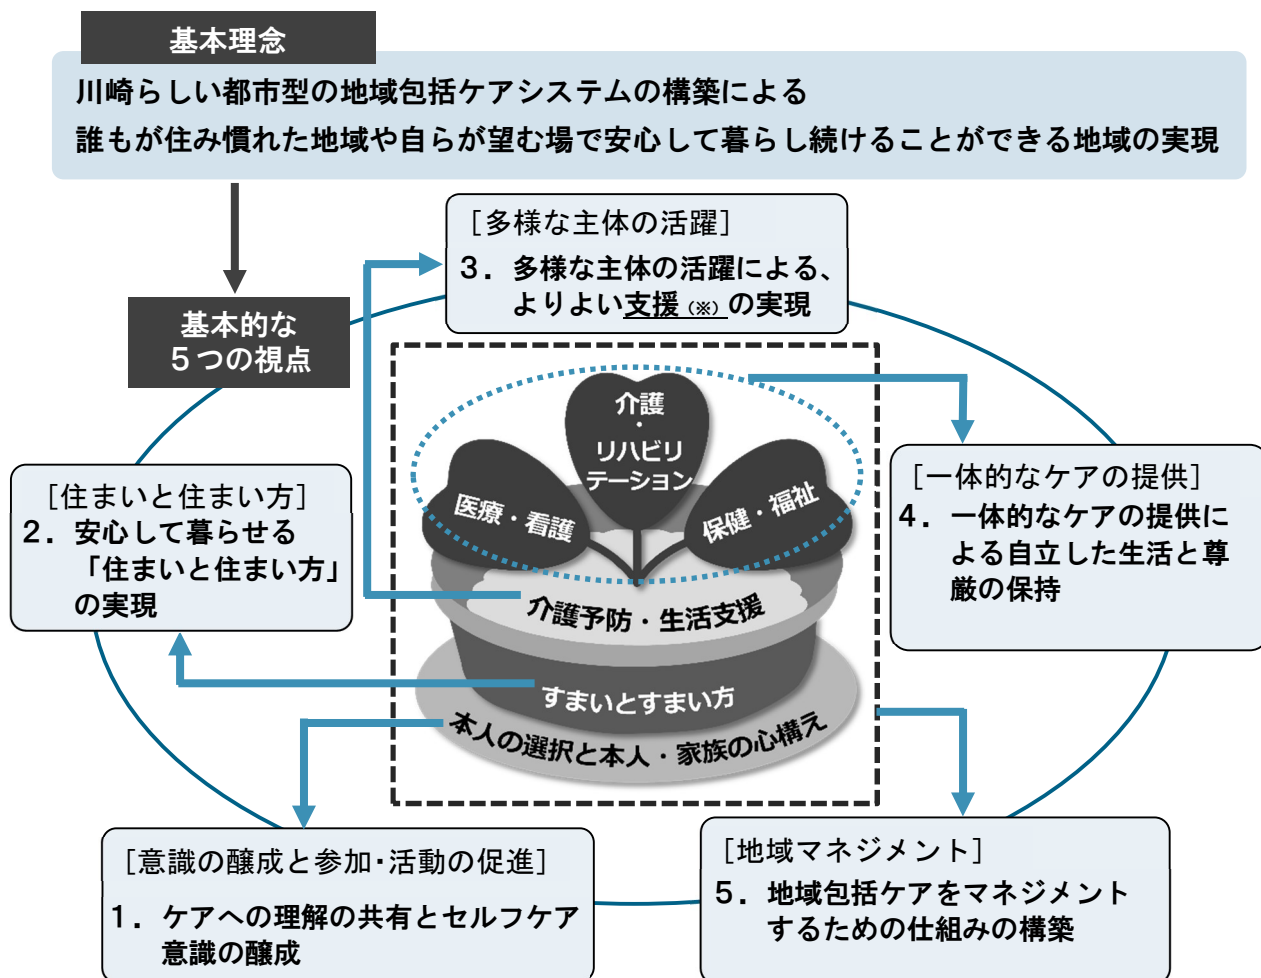 基本理念
川崎らしい都市型の地域包括ケアシステムの構築による
誰もが住み慣れた地域や自らが望む場で安心して暮らし続けることができる地域の実現
基本的な
５つの視点
［多様な主体の活躍］
３．多様な主体の活躍による、
よりよい支援（※）の実現
［住まいと住まい方］
２．安心して暮らせる
「住まいと住まい方」
の実現
介護
・
リハビリ
テーション
医療・看護
保健・福祉
介護予防・生活支援
すまいとすまい方
本人の選択と本人・家族の心構え
［一体的なケアの提供］
４．一体的なケアの提供に
よる自立した生活と尊
厳の保持
［意識の醸成と参加・活動の促進］
１．ケアへの理解の共有とセルフケア
意識の醸成
［地域マネジメント］
５．地域包括ケアをマネジメント
するための仕組みの構築